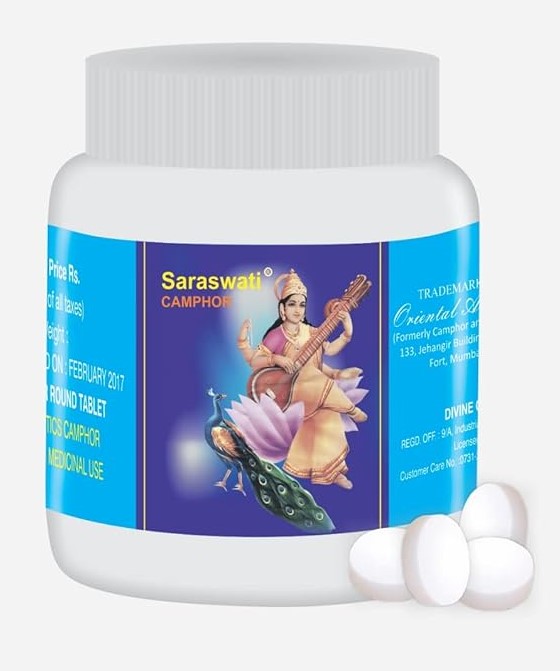 Price Rs.
of all taxes)
eight :
D ON : FEBRUARY 2017
ROUND TABLET
TICS CAMPHOR
MEDICINAL USE
Saraswati®
CAMPHOR
TRADEMARK
Oriental A
(Formerly Camphor an
133, Jehangir Buildin
Fort, Mumba
DIVINE
REGD. OFF : 9/A, Industri
License
Customer Care No. :0731-